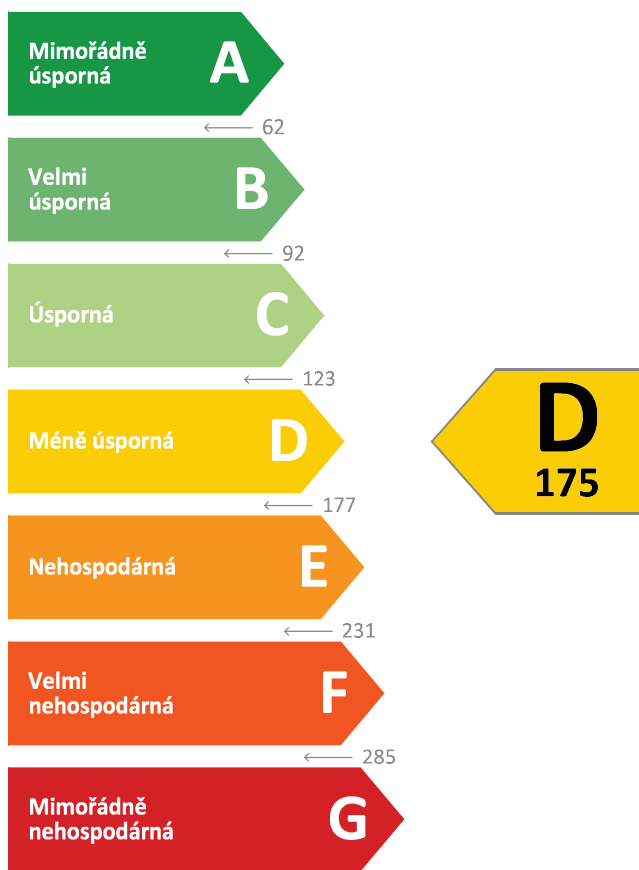 Mimořádně
úsporná
A
62
Velmi
úsporná
B
92
Úsporná
C
123
Méně úsporná
D
D
175
177
Nehospodárná
E
231
Velmi
nehospodárná
F
285
Mimořádně
nehospodárná
G